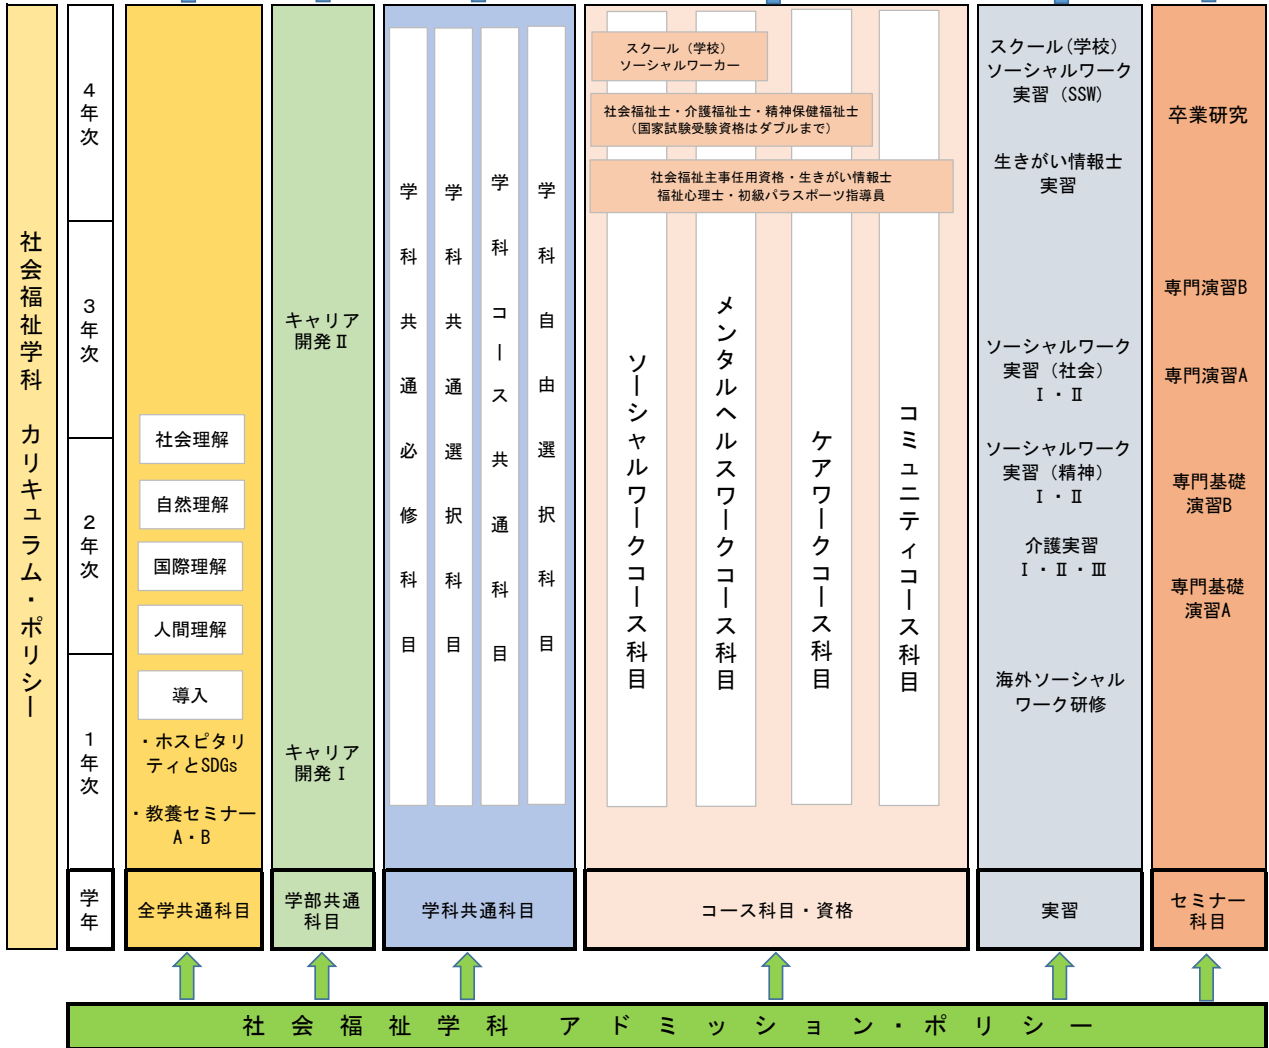 社会福祉学科 カリキュラム・ポリシー
4年次
3年次
2年次
1年次
学年
社会理解
自然理解
国際理解
人間理解
導入
・ホスピタリ
ティとSDGs
・教養セミナー
A・B
全学共通科目
キャリア
開発Ⅱ
キャリア
開発Ⅰ
学部共通
科目
学科共通必修科目
学科共通選択科目
学科コース共通科目
学科自由選択科目
学科共通科目
スクール（学校）
ソーシャルワーカー
社会福祉士・介護福祉士・精神保健福祉士
（国家試験受験資格はダブルまで）
社会福祉主事任用資格・生きがい情報士
福祉心理士・初級パラスポーツ指導員
ソーシャルワークコース科目
メンタルヘルスワークコース科目
ケアワークコース科目
コミュニティコース科目
コース科目・資格
スクール(学校）
ソーシャルワーク
実習（SSW)
生きがい情報士
実習
ソーシャルワーク
実習（社会）
Ⅰ・Ⅱ
ソーシャルワーク
実習（精神）
Ⅰ・Ⅱ
介護実習
Ⅰ・Ⅱ・Ⅲ
海外ソーシャル
ワーク研修
実習
卒業研究
専門演習B
専門演習A
専門基礎
演習B
専門基礎
演習A
セミナー
科目
社会福祉学科 アドミッション・ポリシー